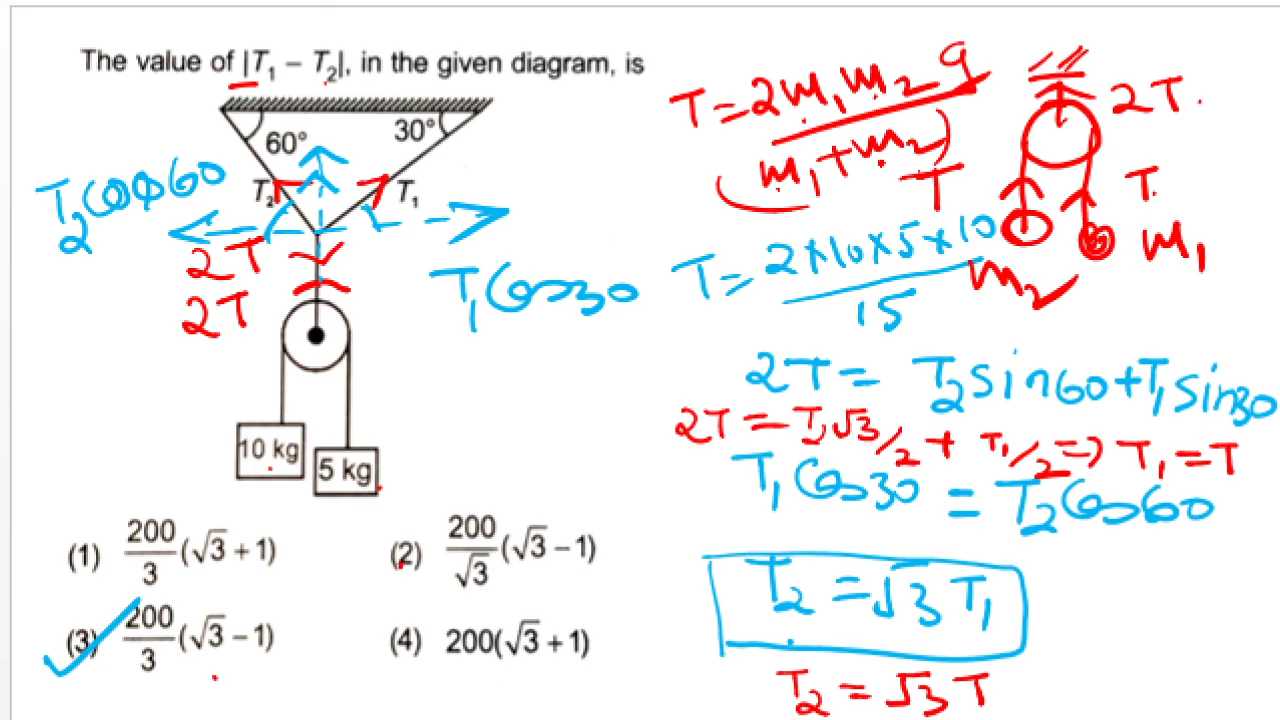 The value of |T₁ – T₂|, in the given diagram, is
60°
30°
T₂
T₁
10 kg
5 kg
(1) 200/3 (√3 + 1)
(2) 200/√3 (√3 – 1)
(3) 200/3 (√3 – 1)
(4) 200(√3 + 1)
T₂cos60
T₁Cos30
2T
2T
T = 2m₁m₂g / (m₁+m₂)
2T.
T
T.
m₂
m₁
T = 2×10×5×10 / 15
2T = T₂sin60+T₁sin30
2T = T₁√3√3/2 + T₁/2 => T₁ = T
T₁Cos30 = T₂Cos60
T₂ = √3 T₁
T₂ = √3 T